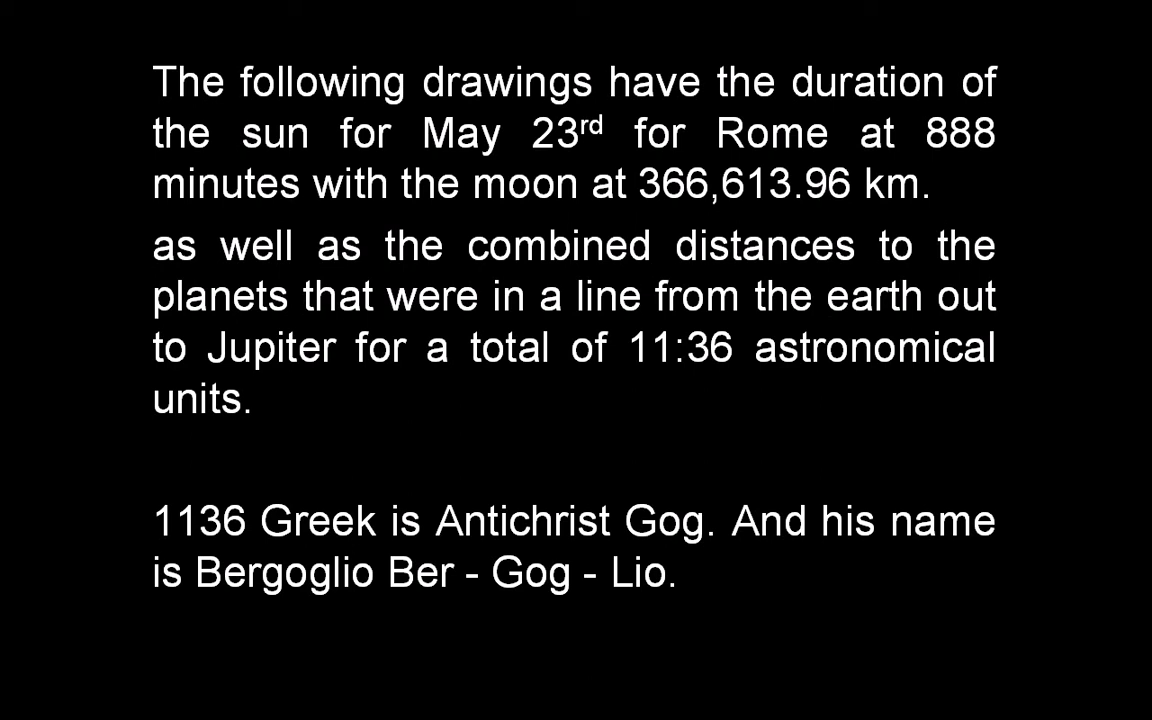 The following drawings have the duration of
the sun for May 23rd for Rome at 888
minutes with the moon at 366,613.96 km.
as well as the combined distances to the
planets that were in a line from the earth out
to Jupiter for a total of 11:36 astronomical
units.
1136 Greek is Antichrist Gog. And his name
is Bergoglio Ber - Gog - Lio.